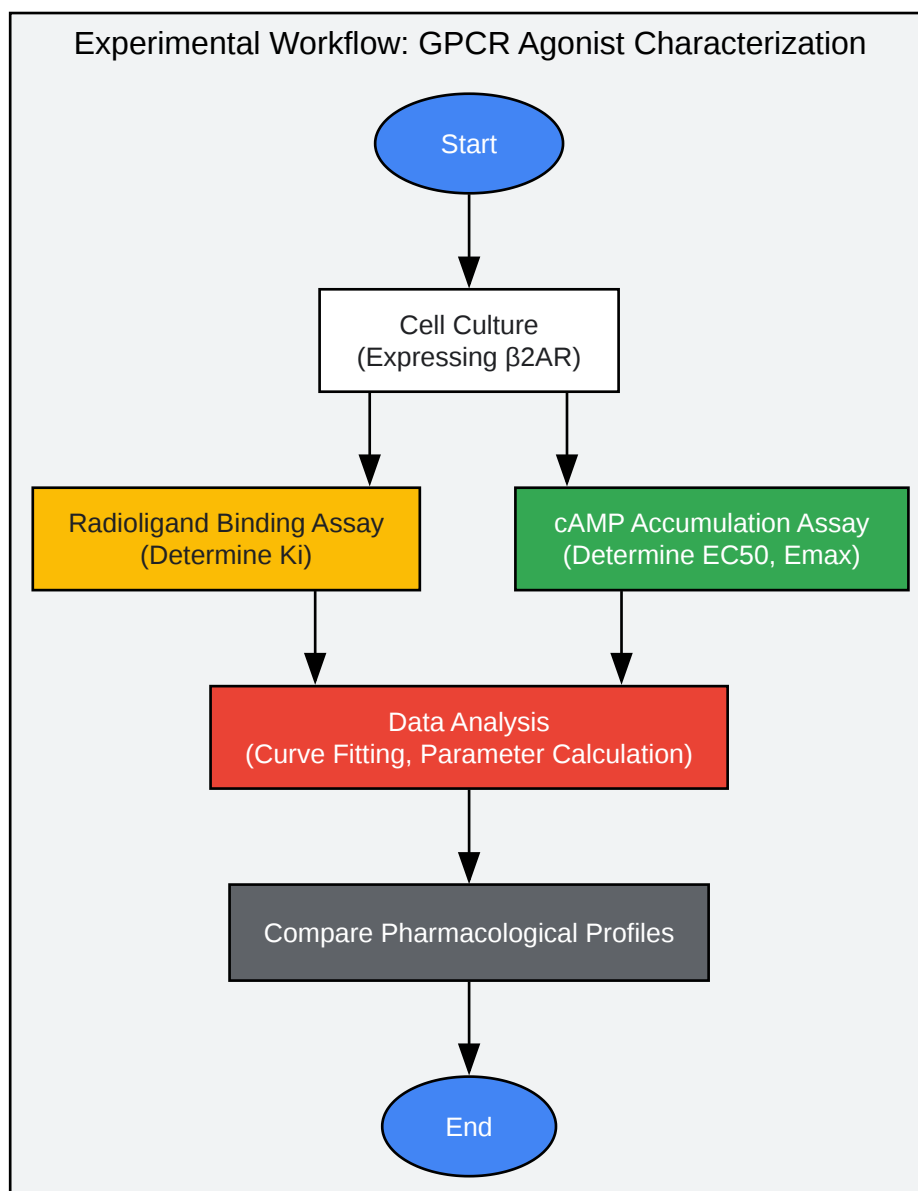 Experimental Workflow: GPCR Agonist Characterization
Start
Cell Culture
(Expressing β2AR)
Radioligand Binding Assay
(Determine Ki)
cAMP Accumulation Assay
(Determine EC50, Emax)
Data Analysis
(Curve Fitting, Parameter Calculation)
Compare Pharmacological Profiles
End